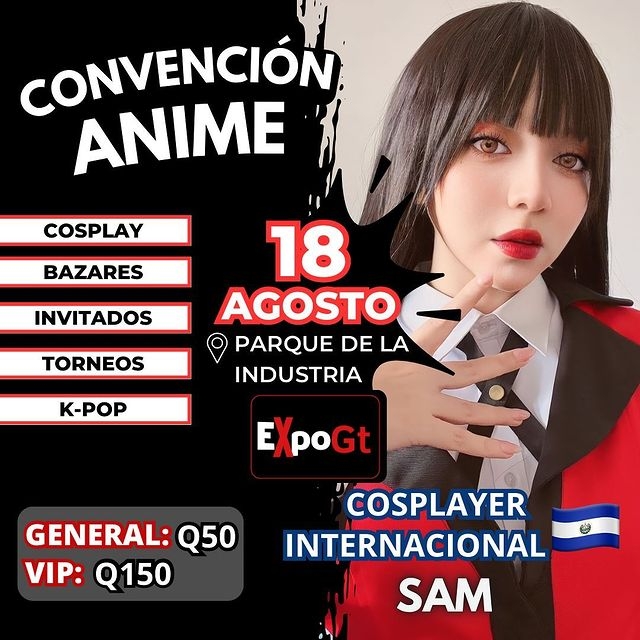 CONVENCIÓN
ANIME
COSPLAY
BAZARES
INVITADOS
TORNEOS
K-POP
18
AGOSTO
PARQUE DE LA
INDUSTRIA
EXpoGt
GENERAL: Q50
VIP: Q150
COSPLAYER
INTERNACIONAL
SAM